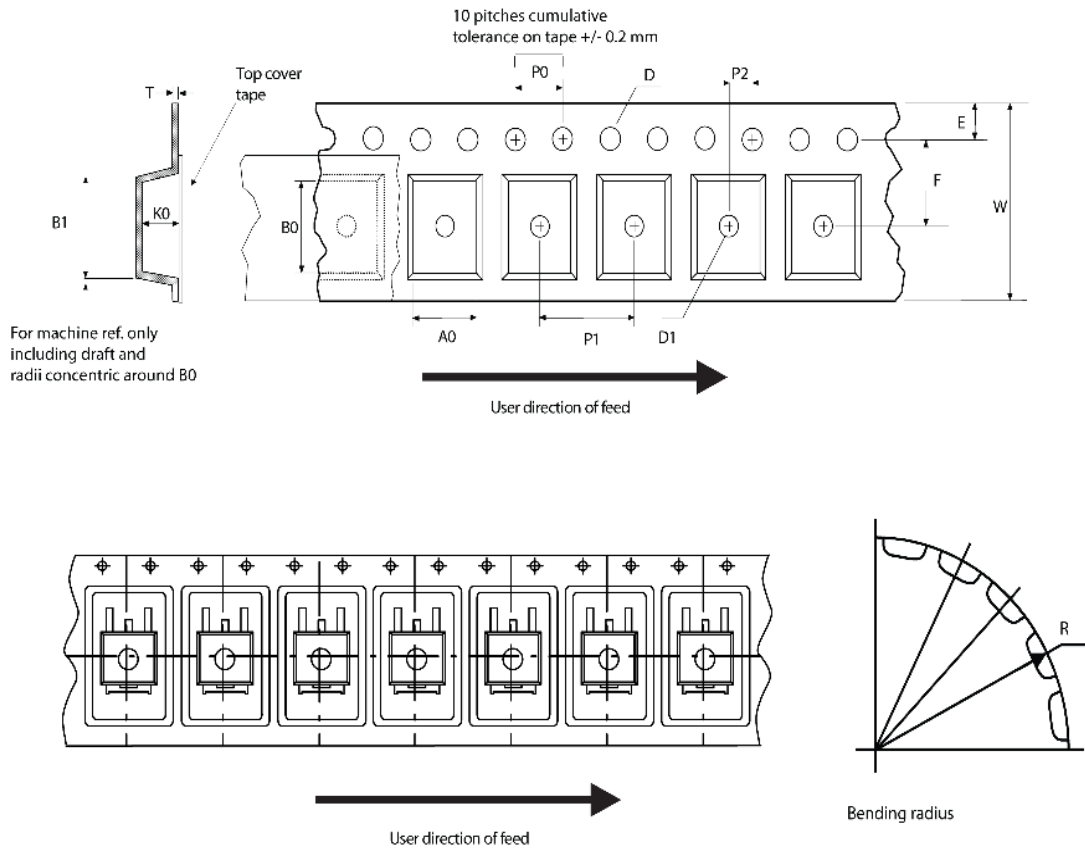 10 pitches cumulative
tolerance on tape +/- 0.2 mm
P0
D
P2
T
Top cover
tape
E
F
W
B1
K0
B0
A0
P1
D1
For machine ref. only
including draft and
radii concentric around B0
User direction of feed
R
Bending radius
User direction of feed